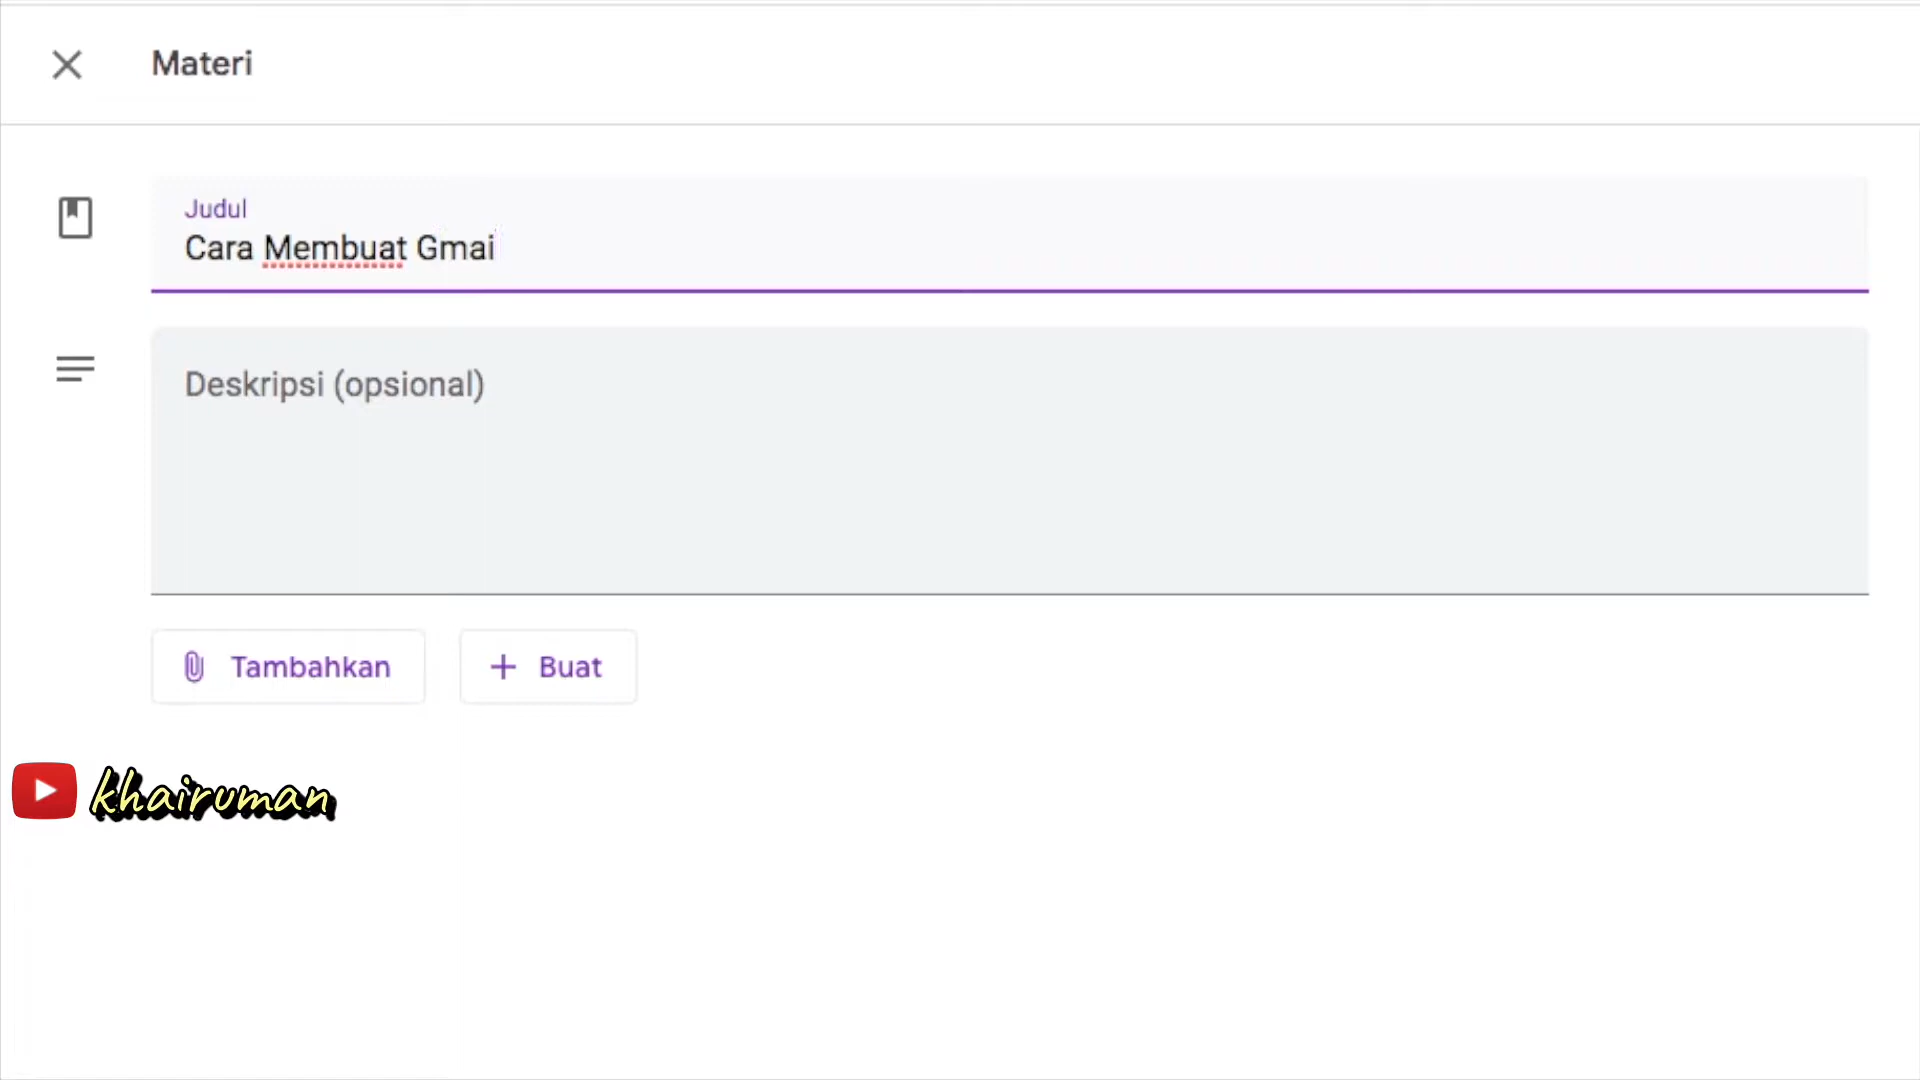 Materi
Judul
Cara Membuat Gmai
Deskripsi (opsional)
Tambahkan
Buat
khairuman